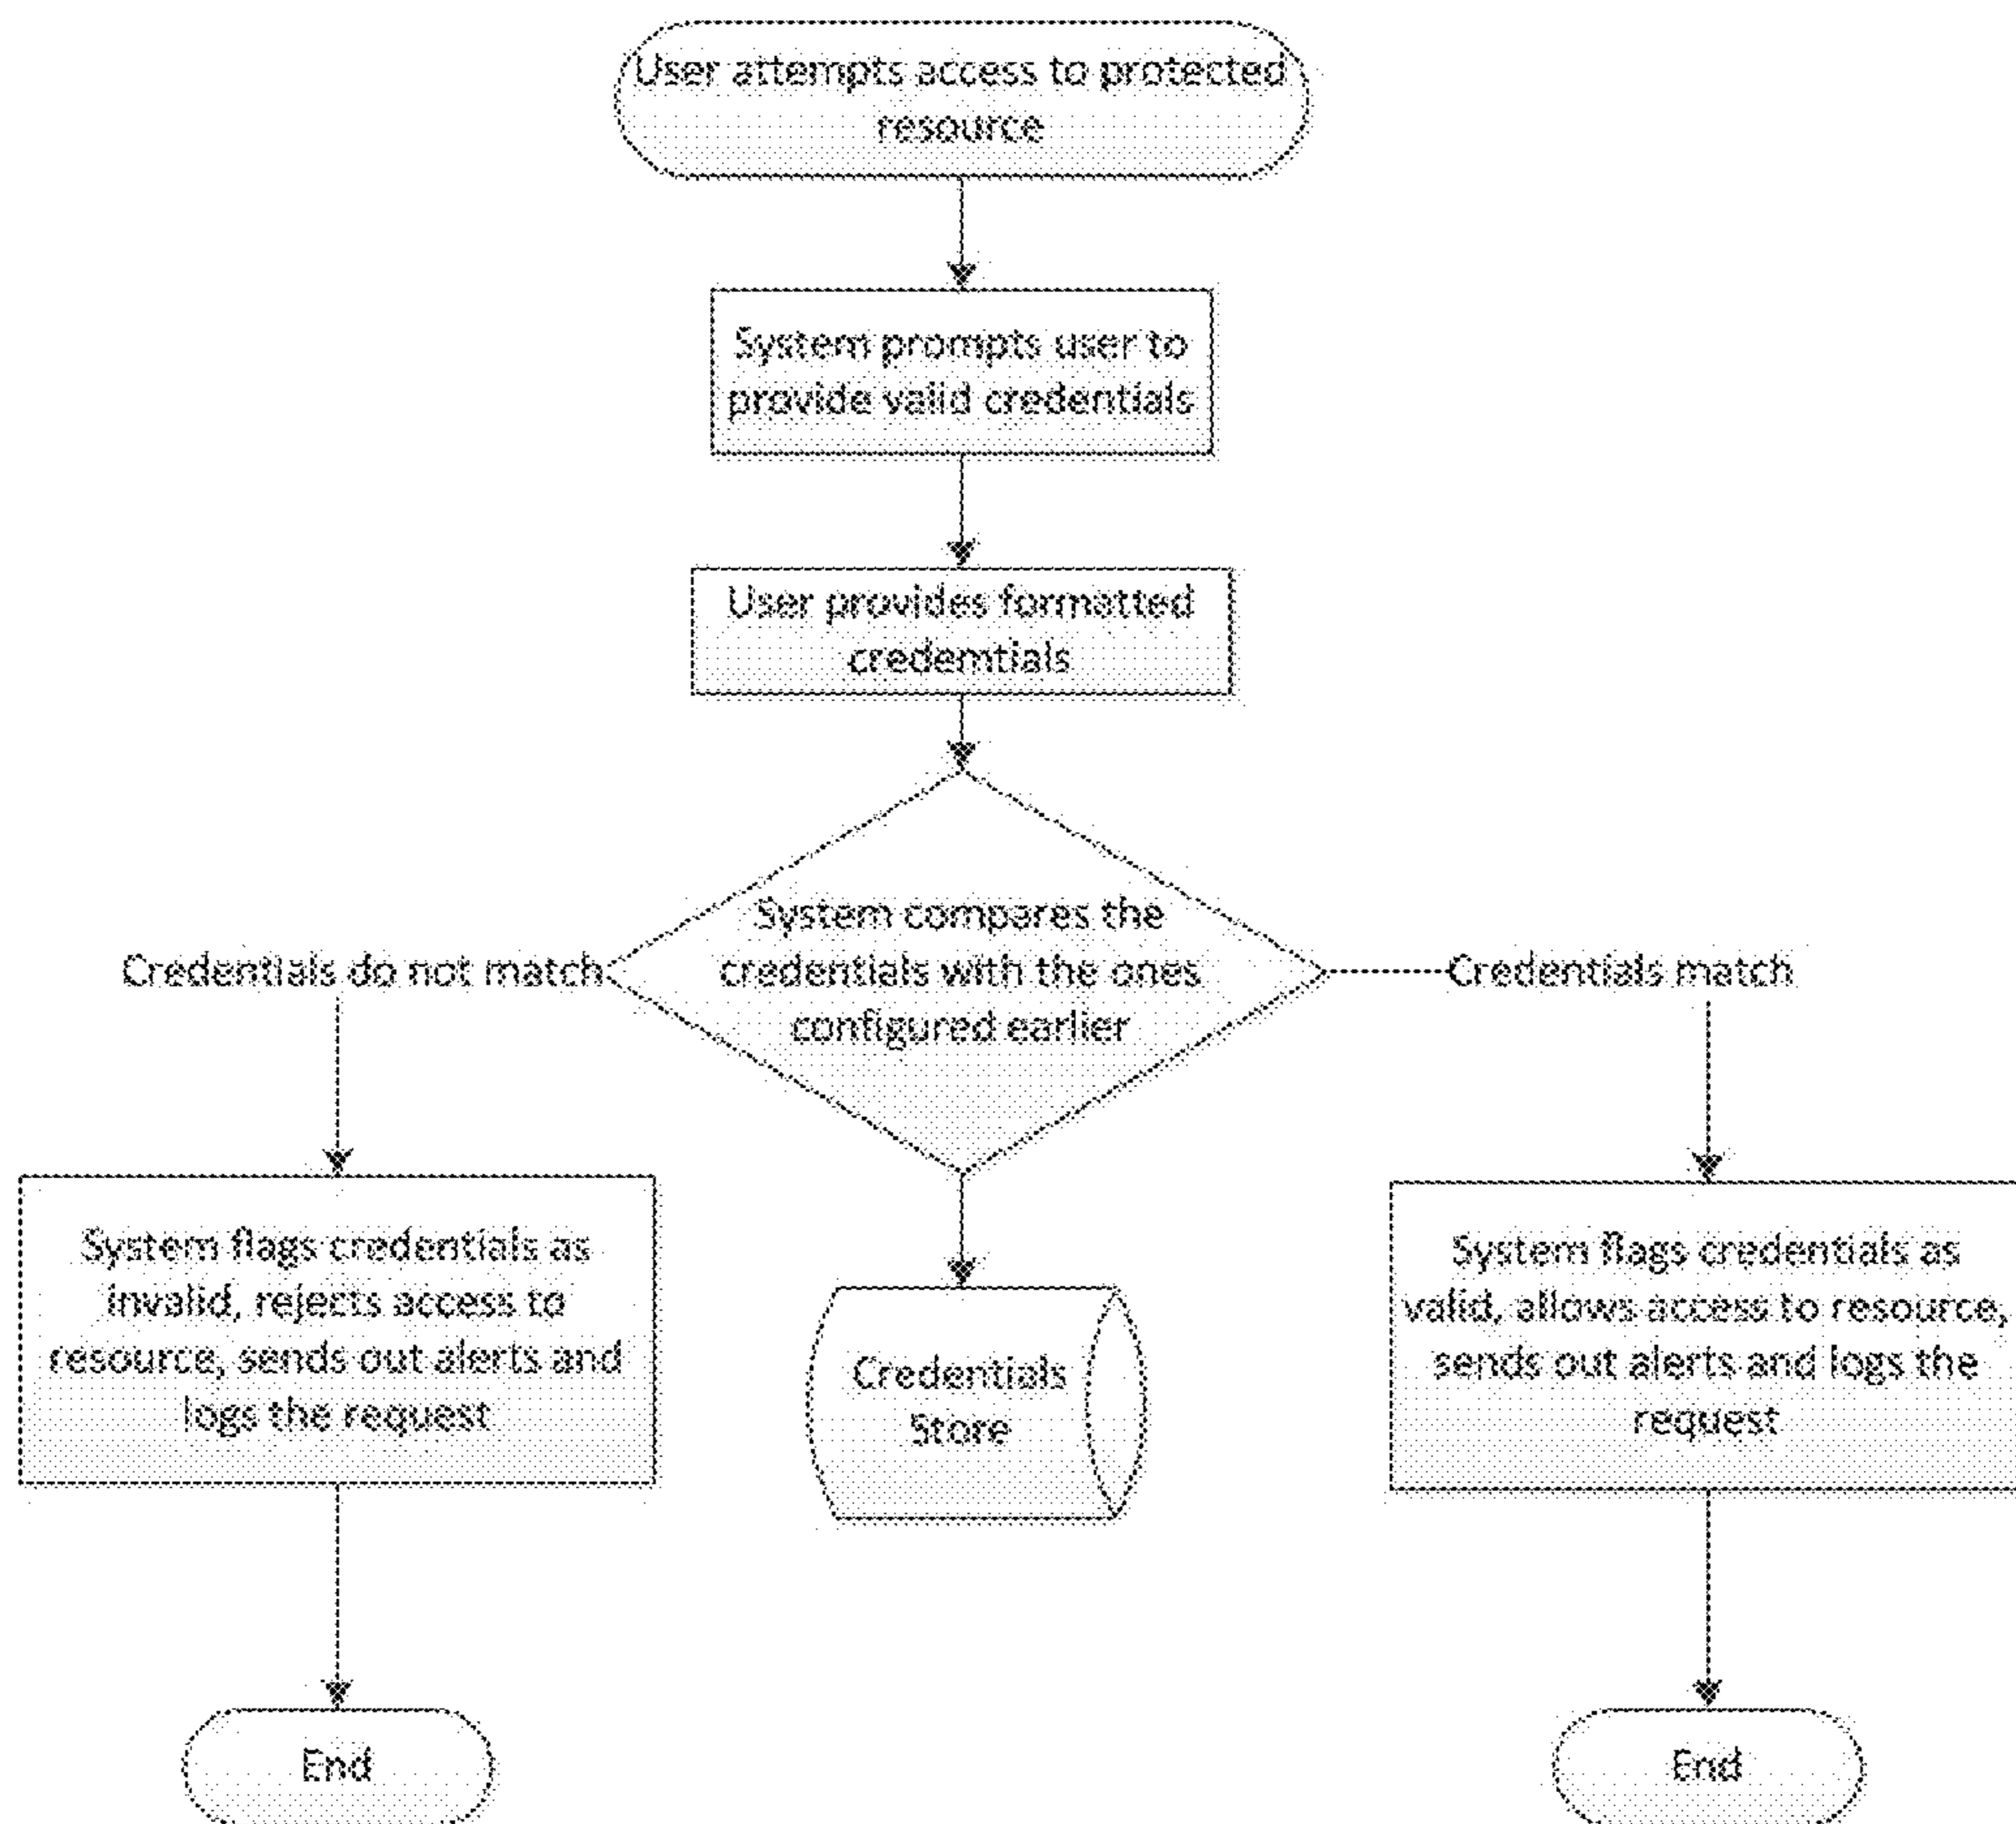 User attempts access to protected
resource
System prompts user to
provide valid credentials
User provides formatted
credemtials
System compares the
credentials with the ones
configured earlier
Credentials do not match
Credentials match
System flags credentials as
invalid, rejects access to
resource, sends out alerts and
logs the request
Credentials
Store
System flags credentials as
valid, allows access to resource,
sends out alerts and logs the
request
End
End